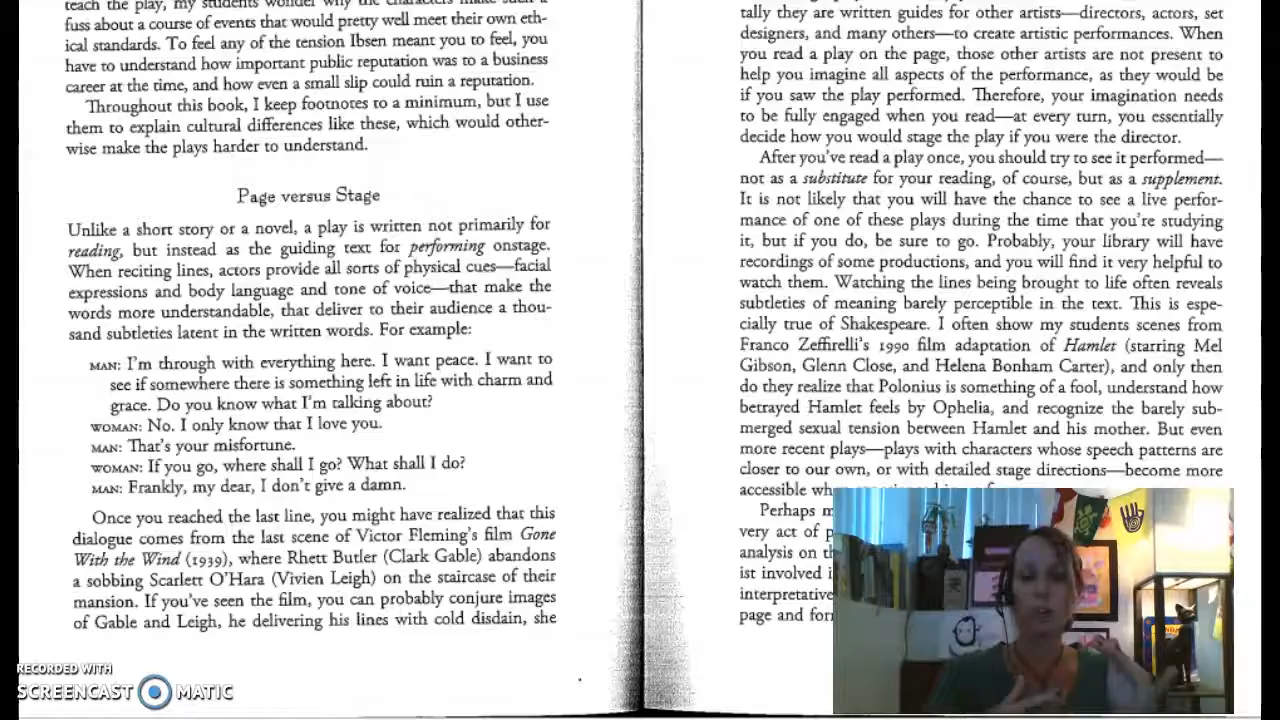 teach the play, my students wonder why the characters make such a
fuss about a course of events that would pretty well meet their own eth-
ical standards. To feel any of the tension Ibsen meant you to feel, you
have to understand how important public reputation was to a business
career at the time, and how even a small slip could ruin a reputation.
Throughout this book, I keep footnotes to a minimum, but I use
them to explain cultural differences like these, which would other-
wise make the plays harder to understand.
Page versus Stage
Unlike a short story or a novel, a play is written not primarily for
reading, but instead as the guiding text for performing onstage.
When reciting lines, actors provide all sorts of physical cues—facial
expressions and body language and tone of voice—that make the
words more understandable, that deliver to their audience a thou-
sand subtleties latent in the written words. For example:
MAN: I'm through with everything here. I want peace. I want to
see if somewhere there is something left in life with charm and
grace. Do you know what I'm talking about?
WOMAN: No. I only know that I love you.
MAN: That's your misfortune.
WOMAN: If you go, where shall I go? What shall I do?
MAN: Frankly, my dear, I don't give a damn.
Once you reached the last line, you might have realized that this
dialogue comes from the last scene of Victor Fleming's film Gone
With the Wind (1939), where Rhett Butler (Clark Gable) abandons
a sobbing Scarlett O'Hara (Vivien Leigh) on the staircase of their
mansion. If you've seen the film, you can probably conjure images
of Gable and Leigh, he delivering his lines with cold disdain, she
tally they are written guides for other artists—directors, actors, set
designers, and many others—to create artistic performances. When
you read a play on the page, those other artists are not present to
help you imagine all aspects of the performance, as they would be
if you saw the play performed. Therefore, your imagination needs
to be fully engaged when you read—at every turn, you essentially
decide how you would stage the play if you were the director.
After you've read a play once, you should try to see it performed—
not as a substitute for your reading, of course, but as a supplement.
It is not likely that you will have the chance to see a live perfor-
mance of one of these plays during the time that you're studying
it, but if you do, be sure to go. Probably, your library will have
recordings of some productions, and you will find it very helpful to
watch them. Watching the lines being brought to life often reveals
subtleties of meaning barely perceptible in the text. This is espe-
cially true of Shakespeare. I often show my students scenes from
Franco Zeffirelli's 1990 film adaptation of Hamlet (starring Mel
Gibson, Glenn Close, and Helena Bonham Carter), and only then
do they realize that Polonius is something of a fool, understand how
betrayed Hamlet feels by Ophelia, and recognize the barely sub-
merged sexual tension between Hamlet and his mother. But even
more recent plays—plays with characters whose speech patterns are
closer to our own, or with detailed stage directions—become more
accessible
Perhaps
very act of
analysis on
ist involved
interpretative
page and
RECORDED WITH
SCREENCAST MATIC